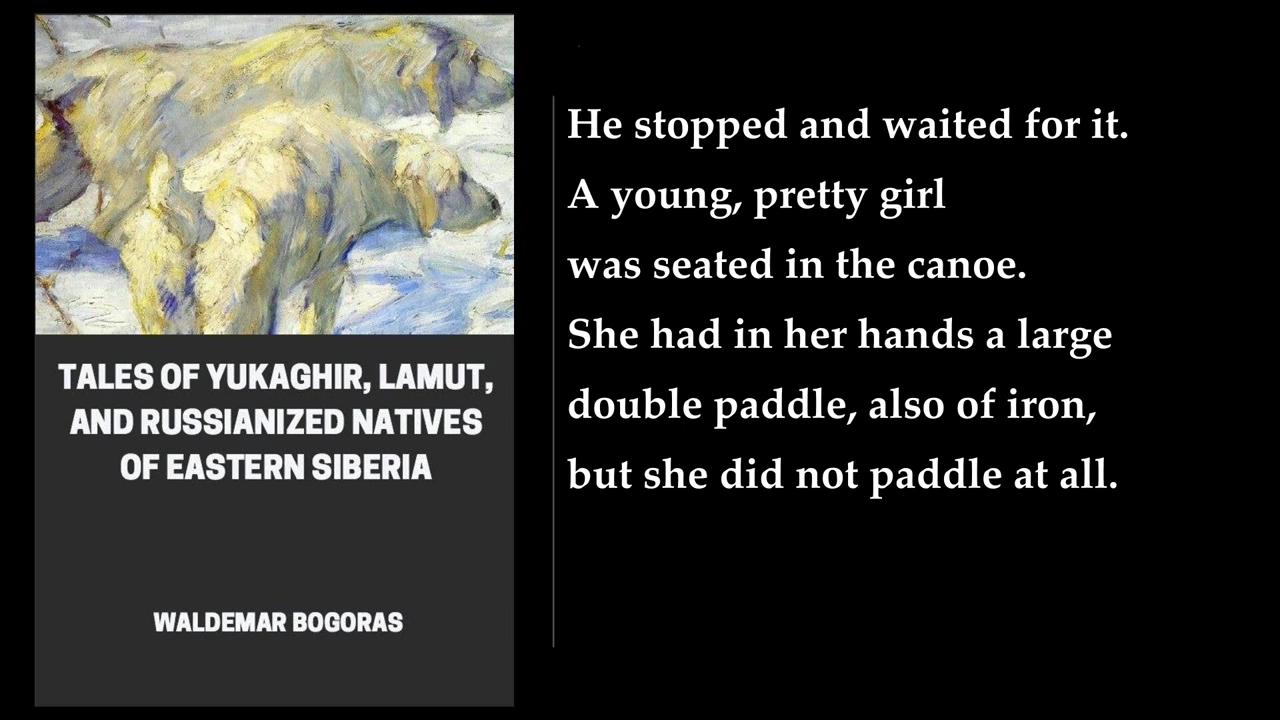 TALES OF YUKAGHIR, LAMUT,
AND RUSSIANIZED NATIVES
OF EASTERN SIBERIA
WALDEMAR BOGORAS
He stopped and waited for it.
A young, pretty girl
was seated in the canoe.
She had in her hands a large
double paddle, also of iron,
but she did not paddle at all.